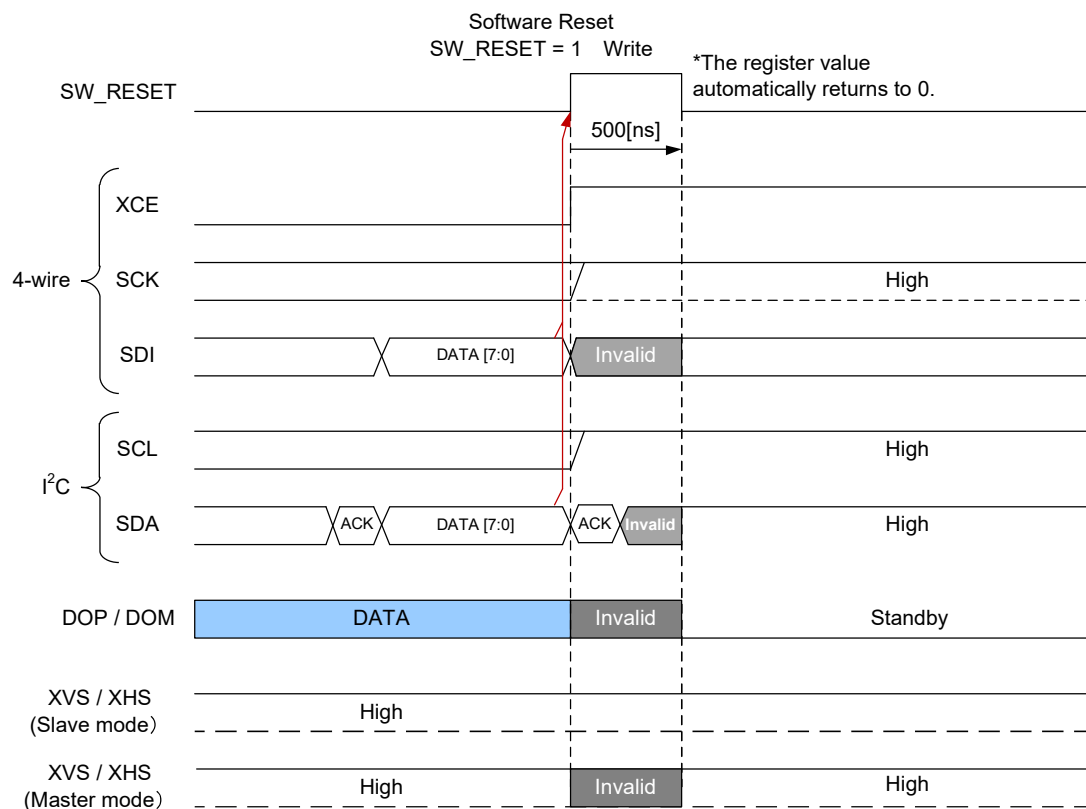 Software Reset
SW_RESET = 1 Write
*The register value
automatically returns to 0.
SW_RESET
500[ns]
XCE
4-wire
SCK
High
SDI
DATA [7:0]
Invalid
SCL
High
I²C
SDA
ACK
DATA [7:0]
ACK
Invalid
High
DOP / DOM
DATA
Invalid
Standby
XVS / XHS
(Slave mode）
High
XVS / XHS
(Master mode）
High
Invalid
High